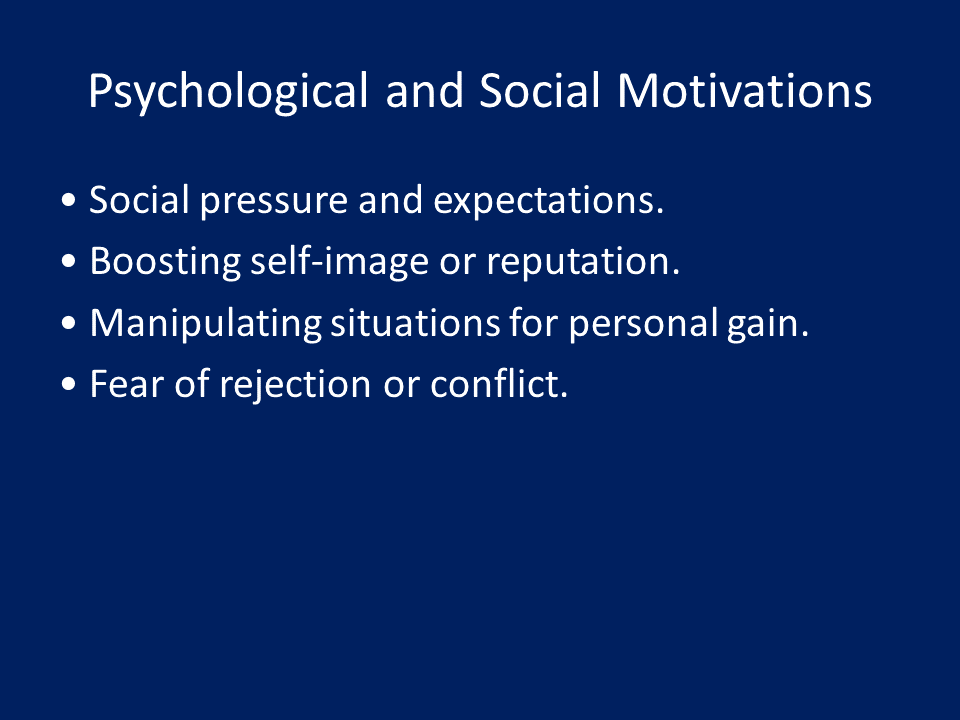 Psychological and Social Motivations
• Social pressure and expectations.
• Boosting self-image or reputation.
• Manipulating situations for personal gain.
• Fear of rejection or conflict.